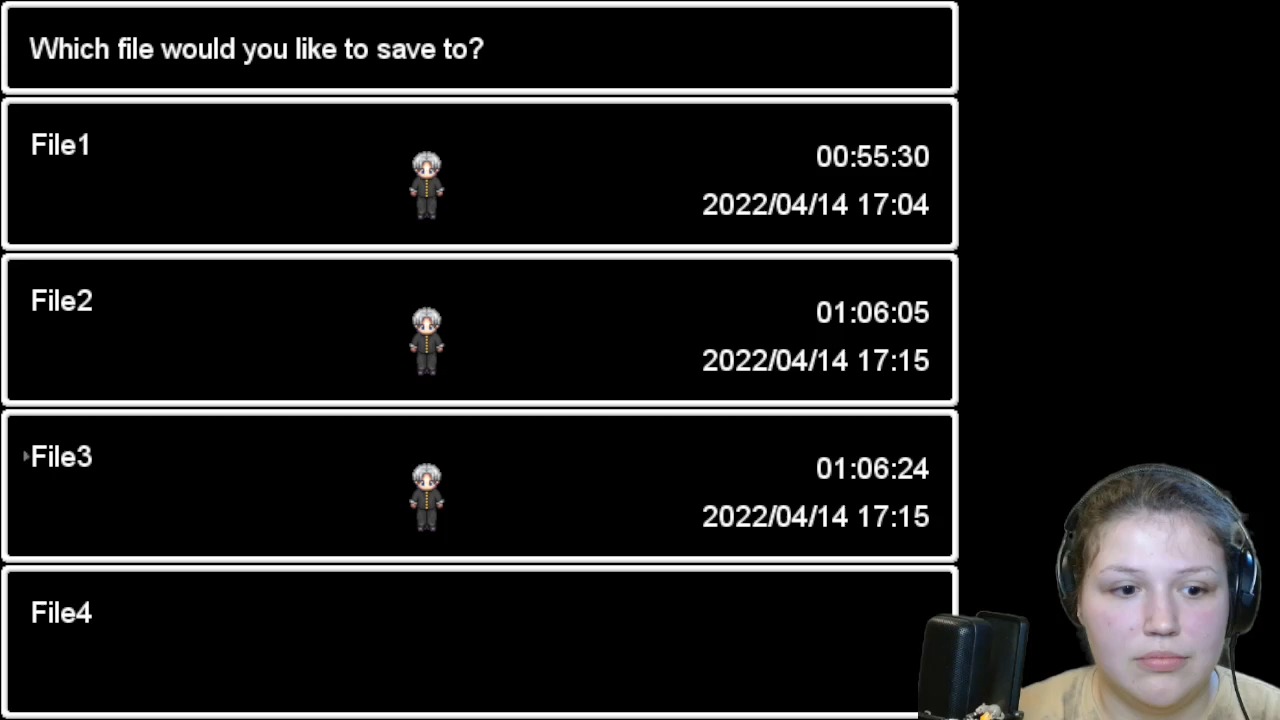 Which file would you like to save to?
File1
00:55:30
2022/04/14 17:04
File2
01:06:05
2022/04/14 17:15
File3
01:06:24
2022/04/14 17:15
File4